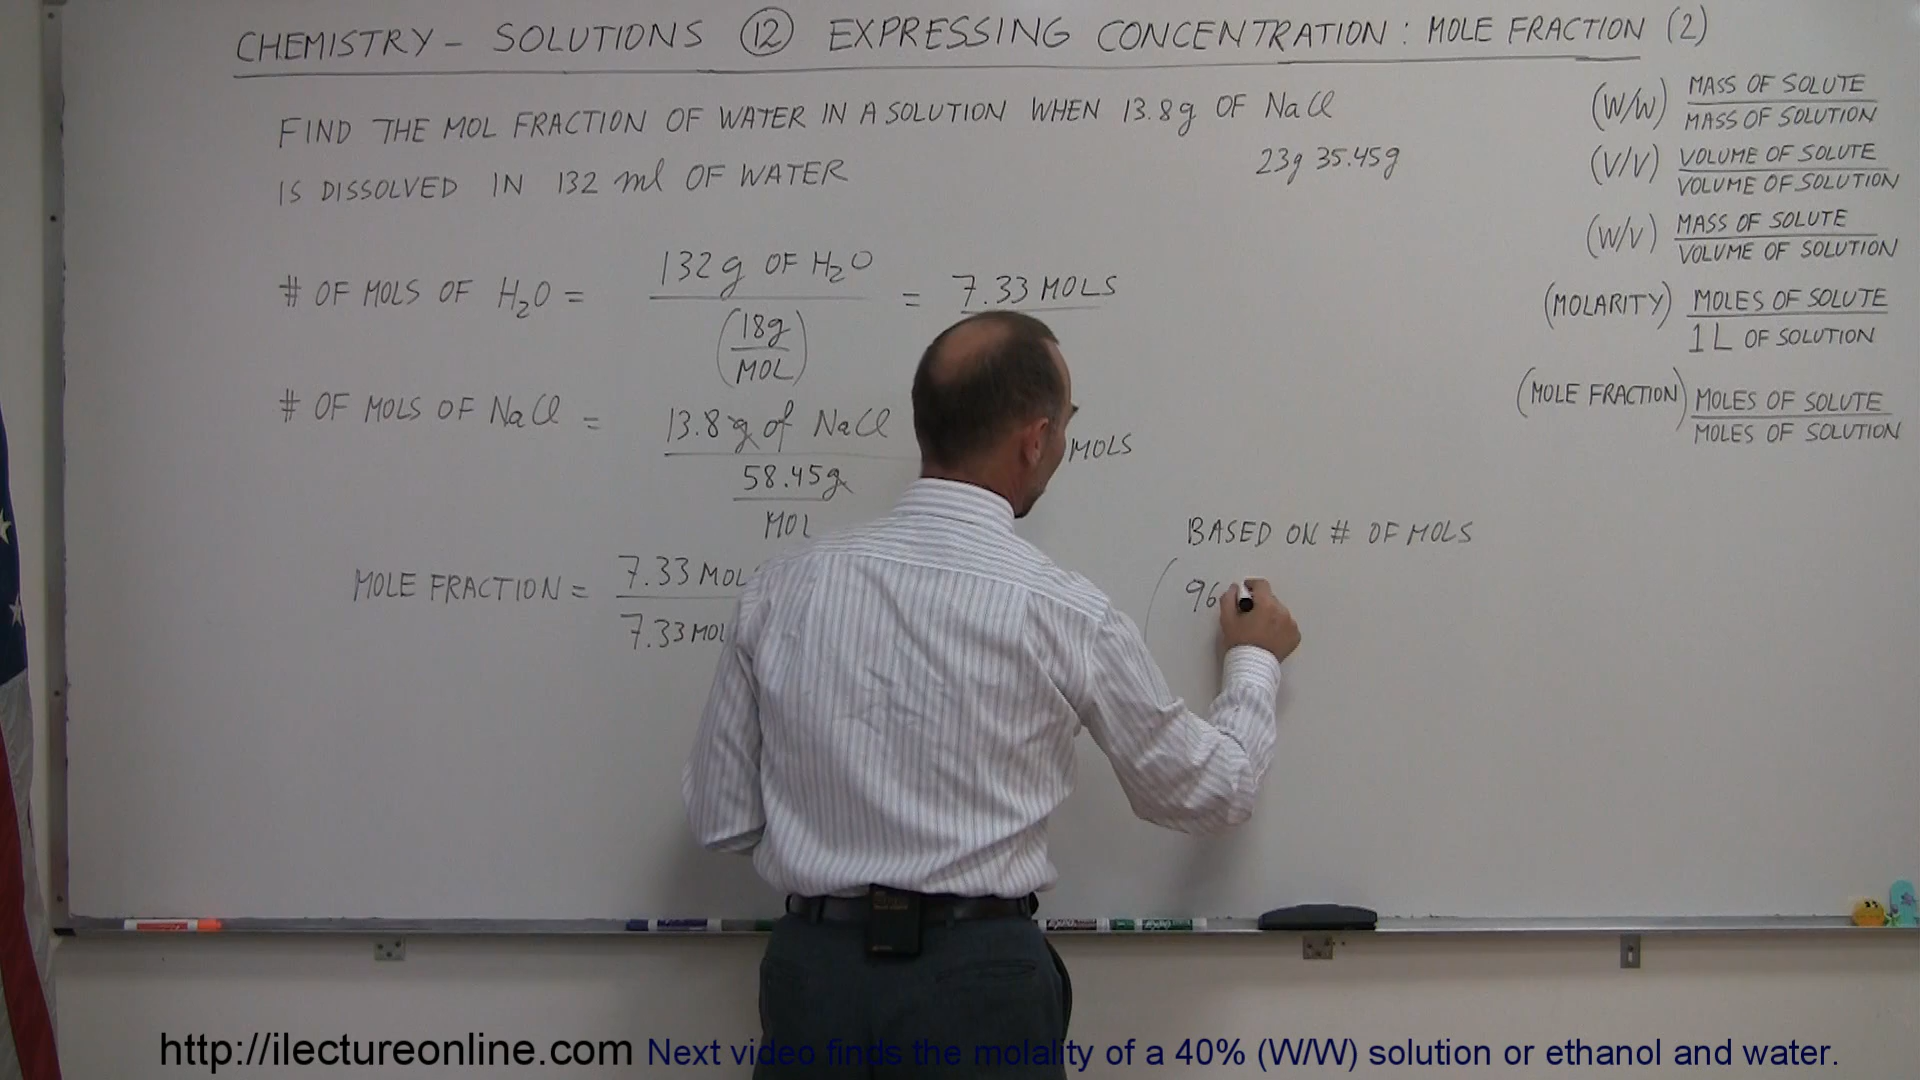 CHEMISTRY - SOLUTIONS 12 EXPRESSING CONCENTRATION: MOLE FRACTION (2)
FIND THE MOL FRACTION OF WATER IN A SOLUTION WHEN 13.8g OF NaCl
23g 35.45g
IS DISSOLVED IN 132 ml OF WATER
# OF MOLS OF H₂O =
132g OF H₂O
(18g
MOL)
= 7.33 MOLS
# OF MOLS OF NaCl =
13.8g of NaCl
58.45g
MOL
MOLS
MOLE FRACTION =
7.33 MOL
7.33 MOL
BASED ON # OF MOLS
96
(W/W) MASS OF SOLUTE
MASS OF SOLUTION
(V/V) VOLUME OF SOLUTE
VOLUME OF SOLUTION
(W/V) MASS OF SOLUTE
VOLUME OF SOLUTION
(MOLARITY) MOLES OF SOLUTE
1 L OF SOLUTION
(MOLE FRACTION) MOLES OF SOLUTE
MOLES OF SOLUTION
http://ilectureonline.com Next video finds the molality of a 40% (W/W) solution or ethanol and water.